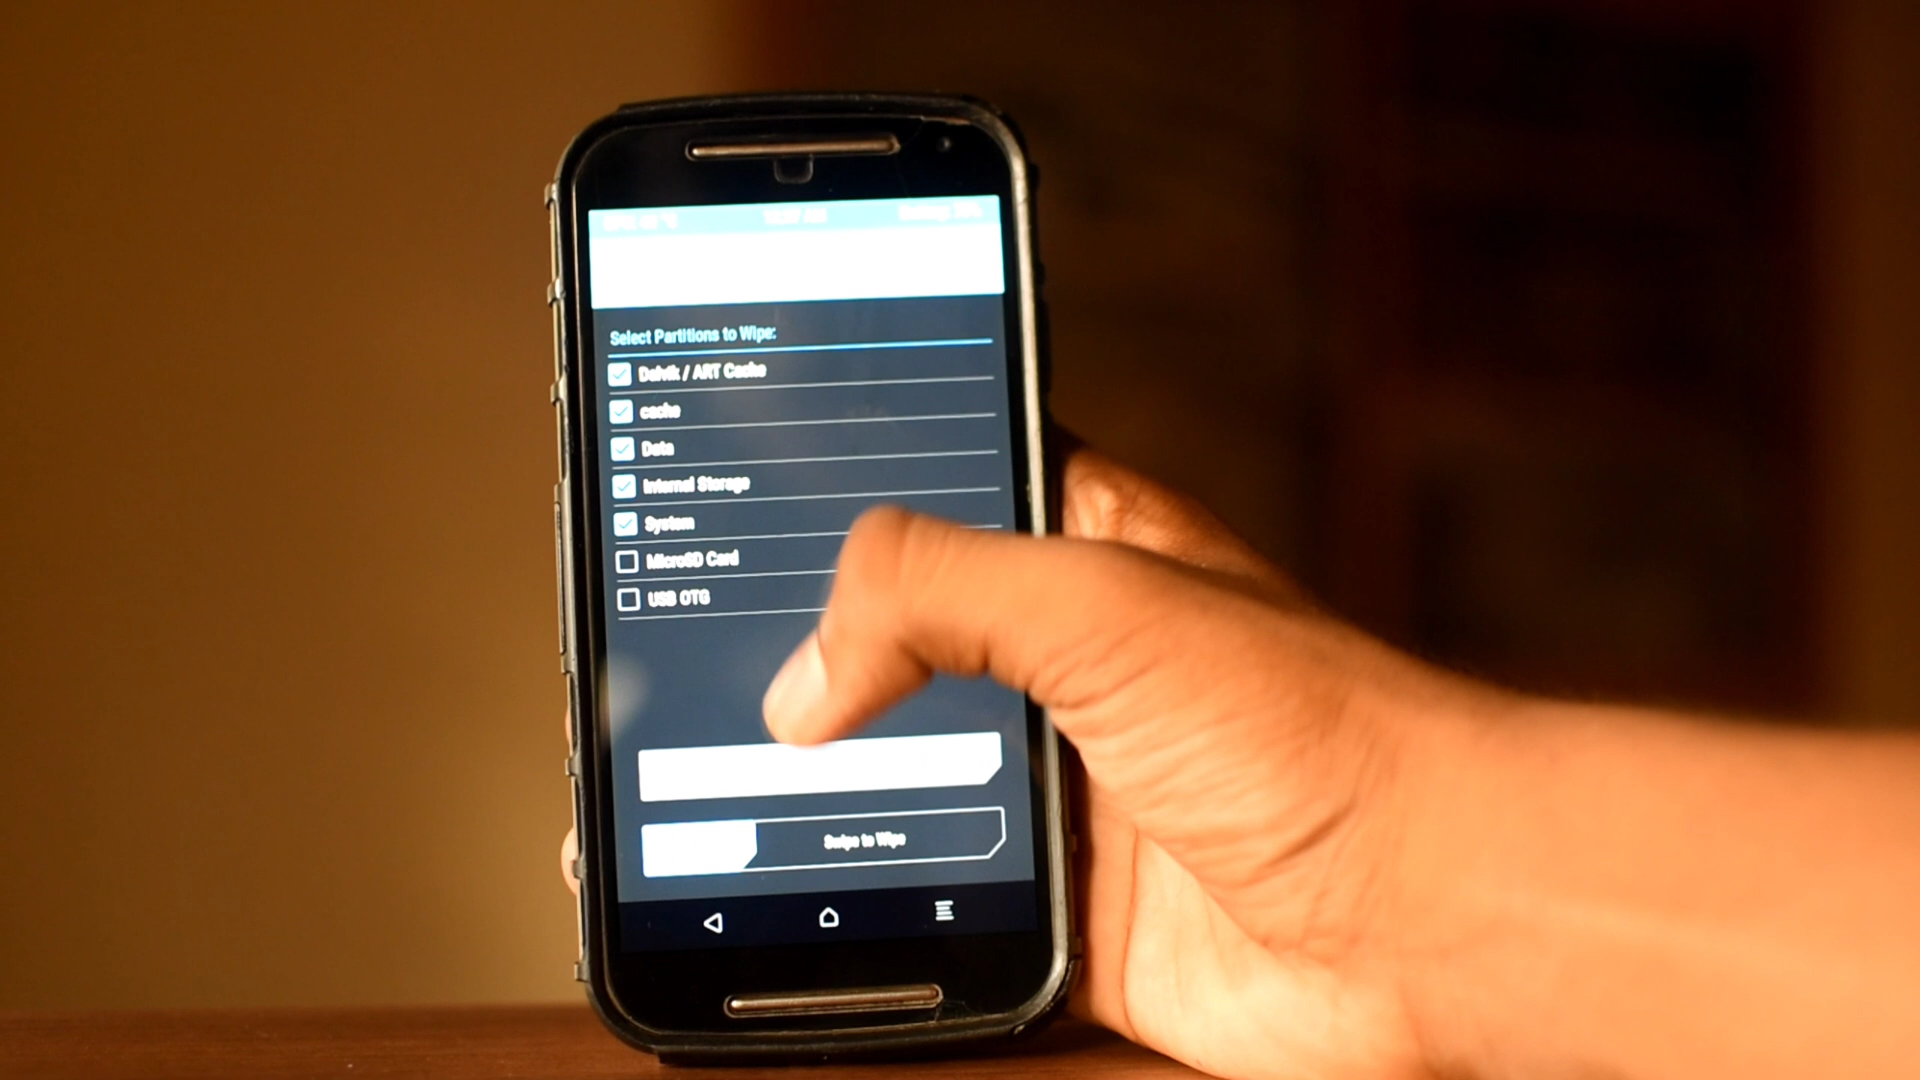 Select Partitions to Wipe:
Dalvik / ART Cache
cache
Data
Internal Storage
System
MicroSD Card
USB OTG
Swipe to Wipe